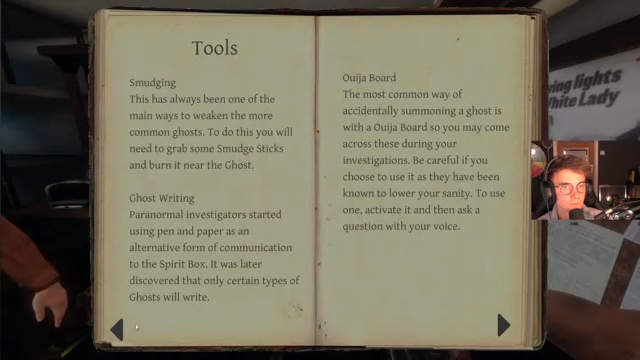 Tools
Smudging
This has always been one of the
main ways to weaken the more
common ghosts. To do this you will
need to grab some Smudge Sticks
and burn it near the Ghost.
Ghost Writing
Paranormal investigators started
using pen and paper as an
alternative form of communication
to the Spirit Box. It was later
discovered that only certain types of
Ghosts will write.
Ouija Board
The most common way of
accidentally summoning a ghost is
with a Ouija Board so you may come
across these during your
investigations. Be careful if you
choose to use it as they have been
known to lower your sanity. To use
one, activate it and then ask a
question with your voice.
lights
White Lady